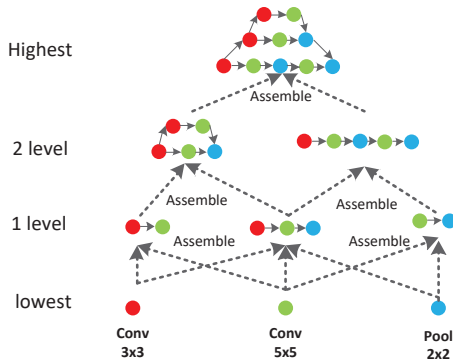 Highest
Assemble
2 level
Assemble
Assemble
1 level
Assemble
Assemble
lowest
Conv
3x3
Conv
5x5
Pool
2x2